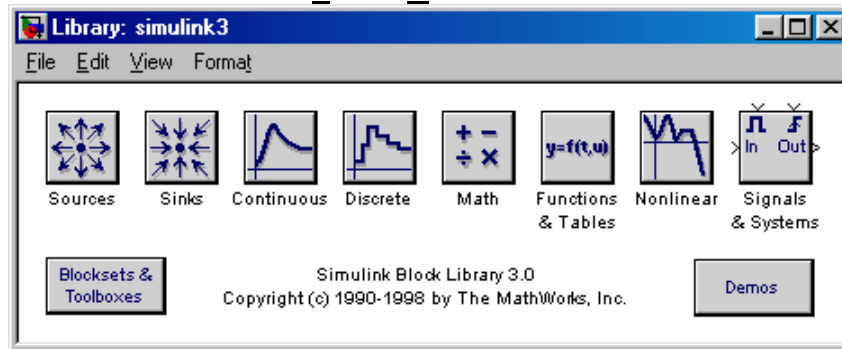 Library: simulink3
File Edit View Format
+ − ÷ ×
y=f(t,u)
In Out
Sources Sinks Continuous Discrete Math Functions & Tables Nonlinear Signals & Systems
Blocksets & Toolboxes
Simulink Block Library 3.0
Copyright (c) 1990-1998 by The MathWorks, Inc.
Demos